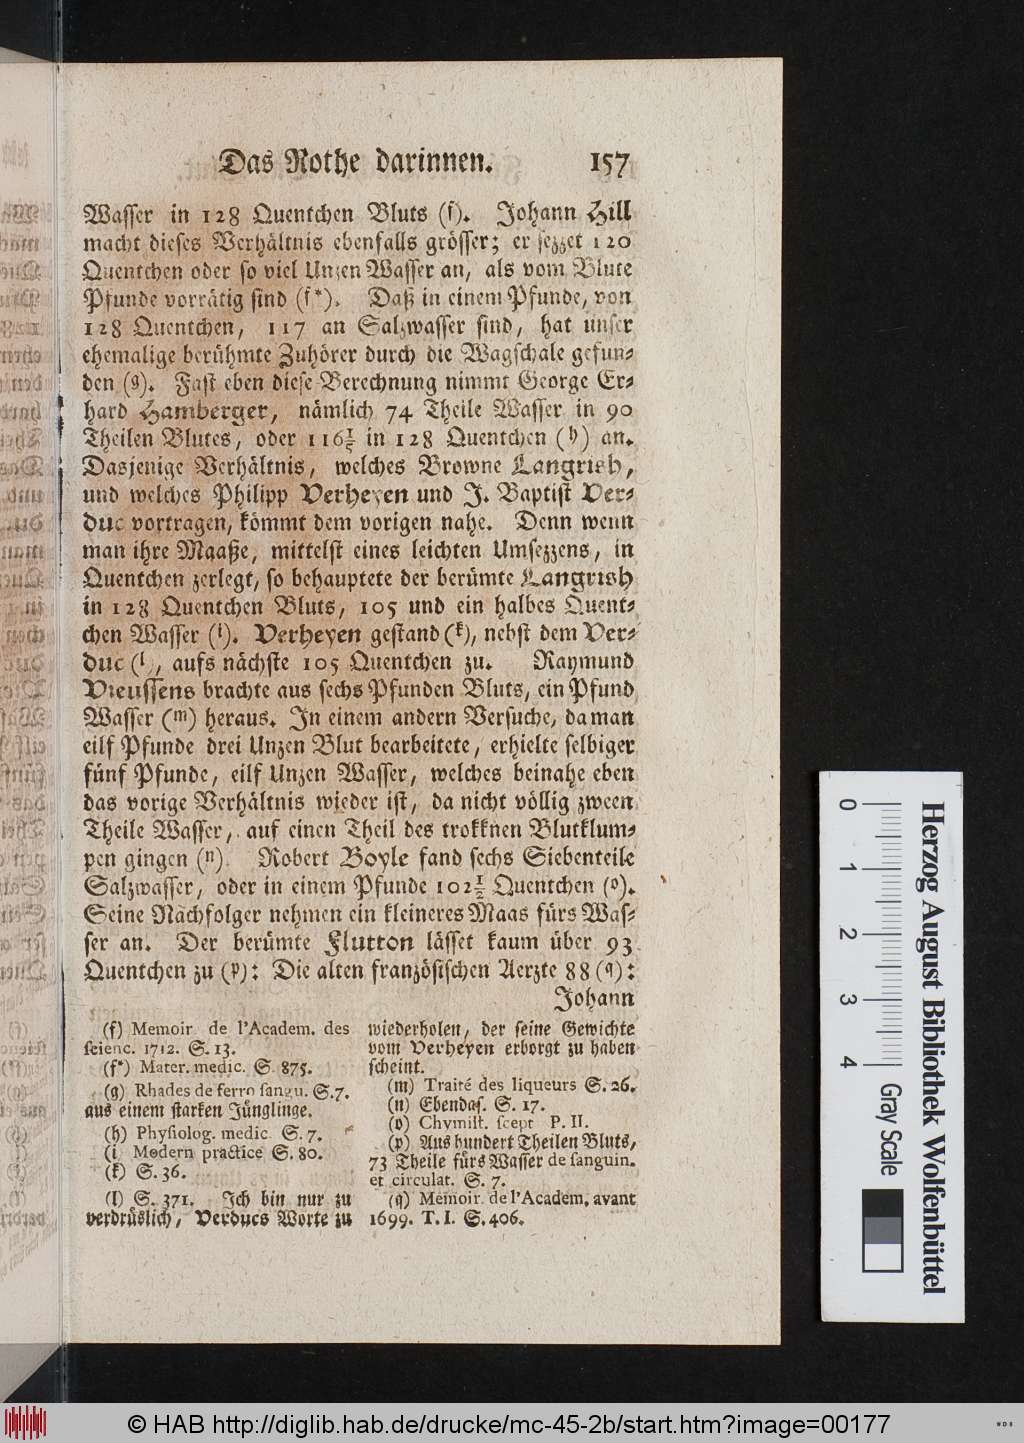 Das Rothe darinnen. 157
Wasser in 128 Quentchen Bluts (f). Johann Hill
macht dieses Verhältnis ebenfalls grösser; er sezzet 120
Quentchen oder so viel Unzen Wasser an, als vom Blute
Pfunde vorrätig sind (f*). Daß in einem Pfunde, von
128 Quentchen, 117 an Salzwasser sind, hat unser
ehemalige berühmte Zuhörer durch die Wagschale gefun-
den (g). Fast eben diese Berechnung nimmt George Er-
hard Hamberger, nämlich 74 Theile Wasser in 90
Theilen Blutes, oder 116½ in 128 Quentchen (h) an.
Dasjenige Verhältnis, welches Browne Langrish,
und welches Philipp Verheyen und J. Baptist Ver-
duc vortragen, kömmt dem vorigen nahe. Denn wenn
man ihre Maaße, mittelst eines leichten Umsezzens, in
Quentchen zerlegt, so behauptete der berümte Langrish
in 128 Quentchen Bluts, 105 und ein halbes Quent-
chen Wasser (i). Verheyen gestand (k), nebst dem Ver-
duc (l), aufs nächste 105 Quentchen zu. Raymund
Vieussens brachte aus sechs Pfunden Bluts, ein Pfund
Wasser (m) heraus. In einem andern Versuche, da man
eilf Pfunde drei Unzen Blut bearbeitete, erhielte selbiger
fünf Pfunde, eilf Unzen Wasser, welches beinahe eben
das vorige Verhältnis wieder ist, da nicht völlig zween
Theile Wasser, auf einen Theil des trokknen Blutklum-
pen gingen (n). Robert Boyle fand sechs Siebenteile
Salzwasser, oder in einem Pfunde 102½ Quentchen (o).
Seine Nachfolger nehmen ein kleineres Maas fürs Was-
ser an. Der berümte Flutton lässet kaum über 93
Quentchen zu (p): Die alten französischen Aerzte 88 (q):
Johann
(f) Memoir de l'Academ. des
scienc. 1712. S. 13.
(f*) Mater. medic. S. 875.
(g) Rhades de ferro sangu. S. 7.
aus einem starken Jünglinge.
(h) Physiolog. medic S. 7.
(i Modern practice S. 80.
(k) S. 36.
(l) S. 371. Ich bin nur zu
verdrüslich, Verducs Worte zu
wiederholen, der seine Gewichte
vom Verheyen erborgt zu haben
scheint.
(m) Traité des liqueurs S. 26.
(n) Ebendas. S. 17.
(o) Chymist. scept P. II.
(p) Aus hundert Theilen Bluts,
73 Theile fürs Wasser de sanguin.
et circulat. S. 7.
(q) Memoir. de l'Academ. avant
1699. T. I. S. 406.
0 1 2 3 4
Herzog August Bibliothek Wolfenbüttel
Gray Scale
© HAB http://diglib.hab.de/drucke/mc-45-2b/start.htm?image=00177